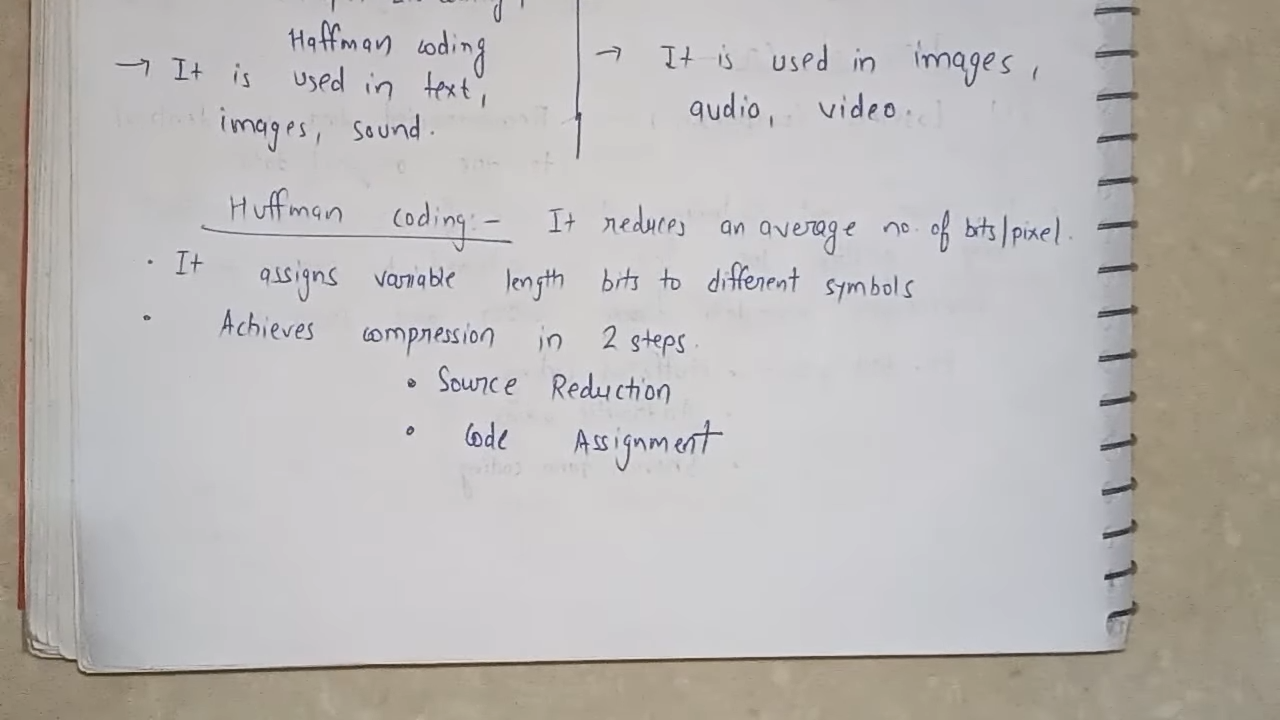 Haffman coding
→ It is used in text,
images, sound.
→ It is used in images,
audio, video.
Huffman coding:- It reduces an average no. of bits/pixel.
• It assigns variable length bits to different symbols
• Achieves compression in 2 steps.
• Source Reduction
• Code Assignment